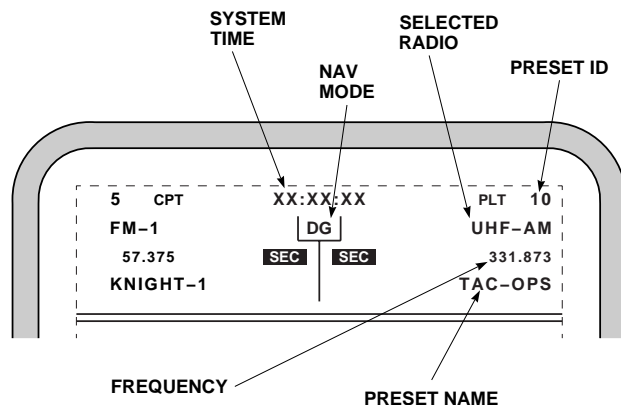 SYSTEM
TIME
NAV
MODE
SELECTED
RADIO
PRESET ID
5 CPT XX:XX:XX PLT 10
FM–1 DG UHF–AM
57.375 SEC SEC 331.873
KNIGHT–1 TAC–OPS
FREQUENCY
PRESET NAME